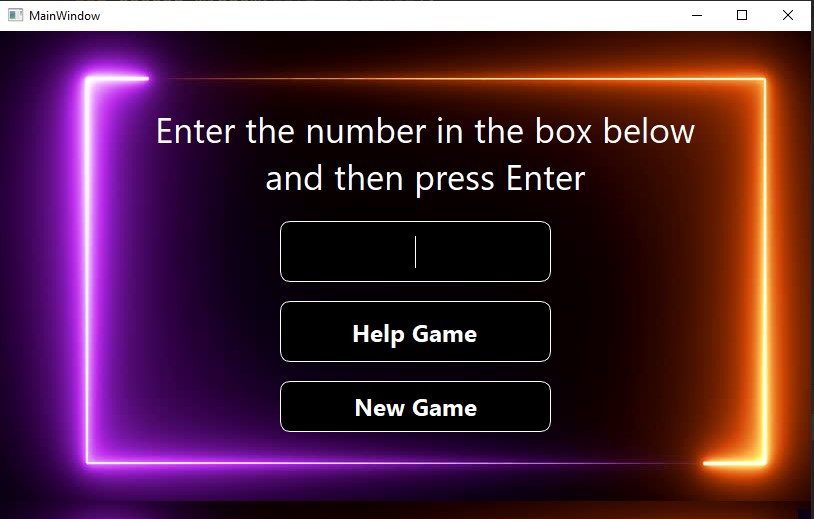 MainWindow
Enter the number in the box below
and then press Enter
Help Game
New Game